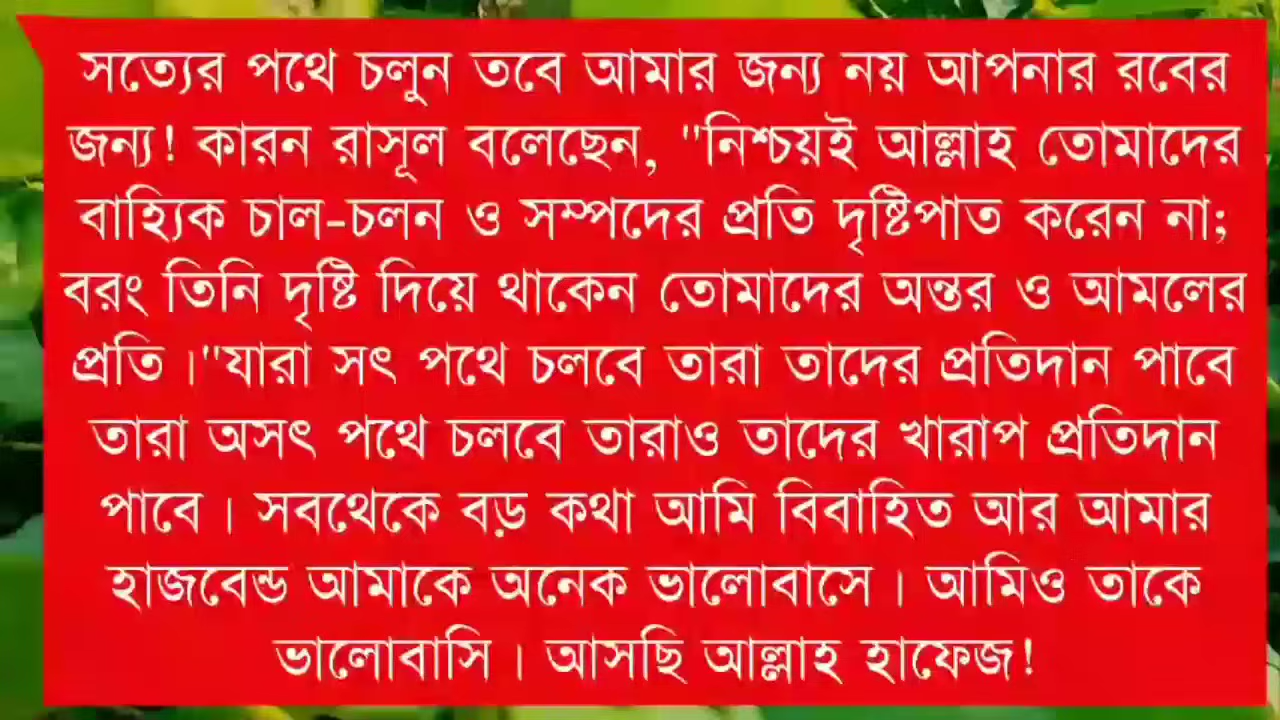 সত্যের পথে চলুন তবে আমার জন্য নয় আপনার রবের
জন্য! কারন রাসূল বলেছেন, "নিশ্চয়ই আল্লাহ তোমাদের
বাহ্যিক চাল-চলন ও সম্পদের প্রতি দৃষ্টিপাত করেন না;
বরং তিনি দৃষ্টি দিয়ে থাকেন তোমাদের অন্তর ও আমলের
প্রতি।"যারা সৎ পথে চলবে তারা তাদের প্রতিদান পাবে
তারা অসৎ পথে চলবে তারাও তাদের খারাপ প্রতিদান
পাবে। সবথেকে বড় কথা আমি বিবাহিত আর আমার
হাজবেন্ড আমাকে অনেক ভালোবাসে। আমিও তাকে
ভালোবাসি। আসছি আল্লাহ হাফেজ!